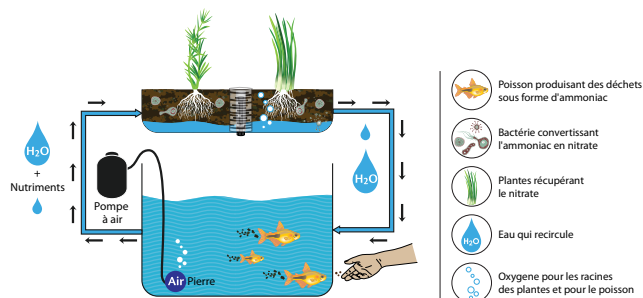 H₂O
+
Nutriments
Pompe
à air
H₂O
Air Pierre
Poisson produisant des déchets
sous forme d'ammoniac
Bactérie convertissant
l'ammoniac en nitrate
Plantes récupérant
le nitrate
H₂O
Eau qui recircule
Oxygene pour les racines
des plantes et pour le poisson